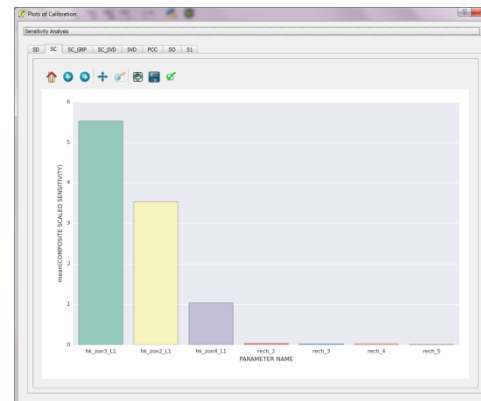 Plots of Calibration
Sensitivity Analysis
SD SC SC_GRP SC_SVD SVD PCC SO S1
6
5
4
3
2
1
0
mean(COMPOSITE SCALED SENSITIVITY)
hk_zon3_L1 hk_zon2_L1 hk_zon4_L1 rech_2 rech_3 rech_4 rech_5
PARAMETER NAME